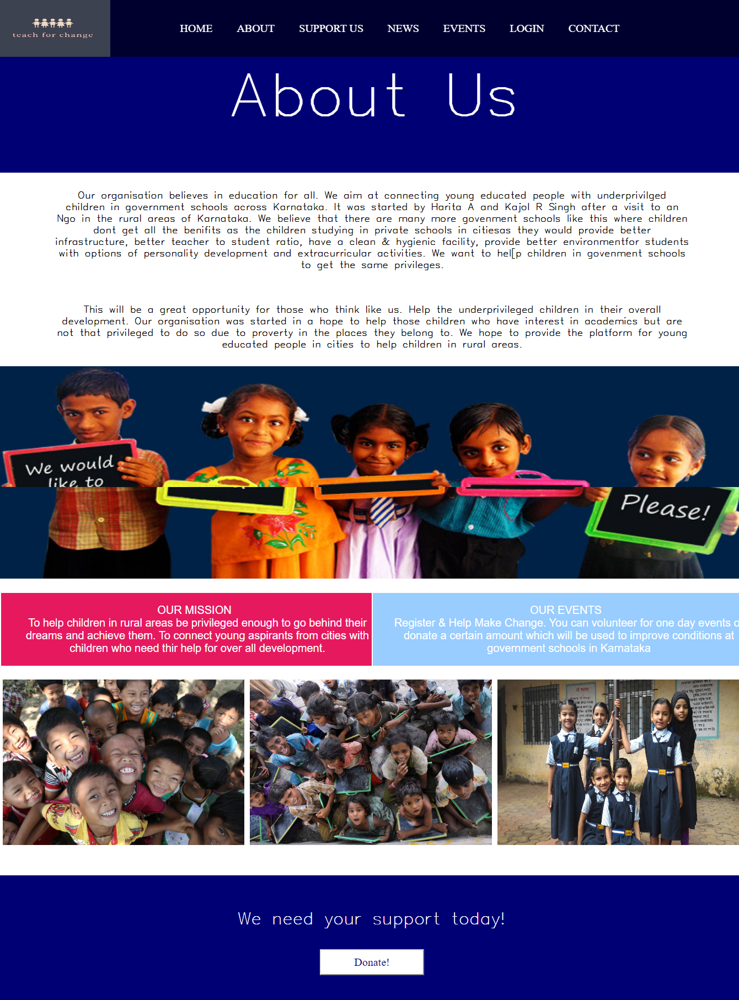 teach for change
HOME ABOUT SUPPORT US NEWS EVENTS LOGIN CONTACT
About Us
Our organisation believes in education for all. We aim at connecting young educated people with underprivilged
children in government schools across Karnataka. It was started by Harita A and Kajol R Singh after a visit to an
Ngo in the rural areas of Karnataka. We believe that there are many more govenment schools like this where children
dont get all the benifits as the children studying in private schools in citiesas they would provide better
infrastructure, better teacher to student ratio, have a clean & hygienic facility, provide better environmentfor students
with options of personality development and extracurricular activities. We want to hel[p children in govenment schools
to get the same privileges.
This will be a great opportunity for those who think like us. Help the underprivileged children in their overall
development. Our organisation was started in a hope to help those children who have interest in academics but are
not that privileged to do so due to proverty in the places they belong to. We hope to provide the platform for young
educated people in cities to help children in rural areas.
We would
like to
Please!
OUR MISSION
To help children in rural areas be privileged enough to go behind their
dreams and achieve them. To connect young aspirants from cities with
children who need thir help for over all development.
OUR EVENTS
Register & Help Make Change. You can volunteer for one day events o
donate a certain amount which will be used to improve conditions at
government schools in Karnataka
We need your support today!
Donate!